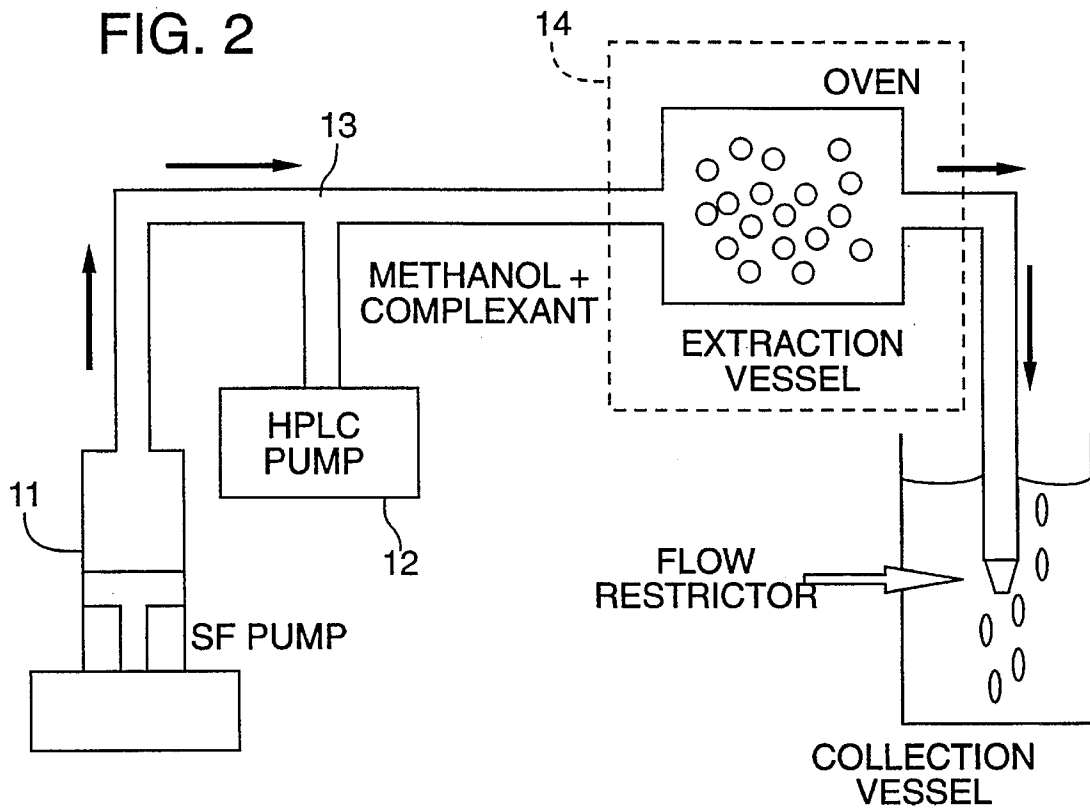 FIG. 2
14
OVEN
13
METHANOL +
COMPLEXANT
EXTRACTION
VESSEL
HPLC
PUMP
11
12
FLOW
RESTRICTOR
SF PUMP
COLLECTION
VESSEL